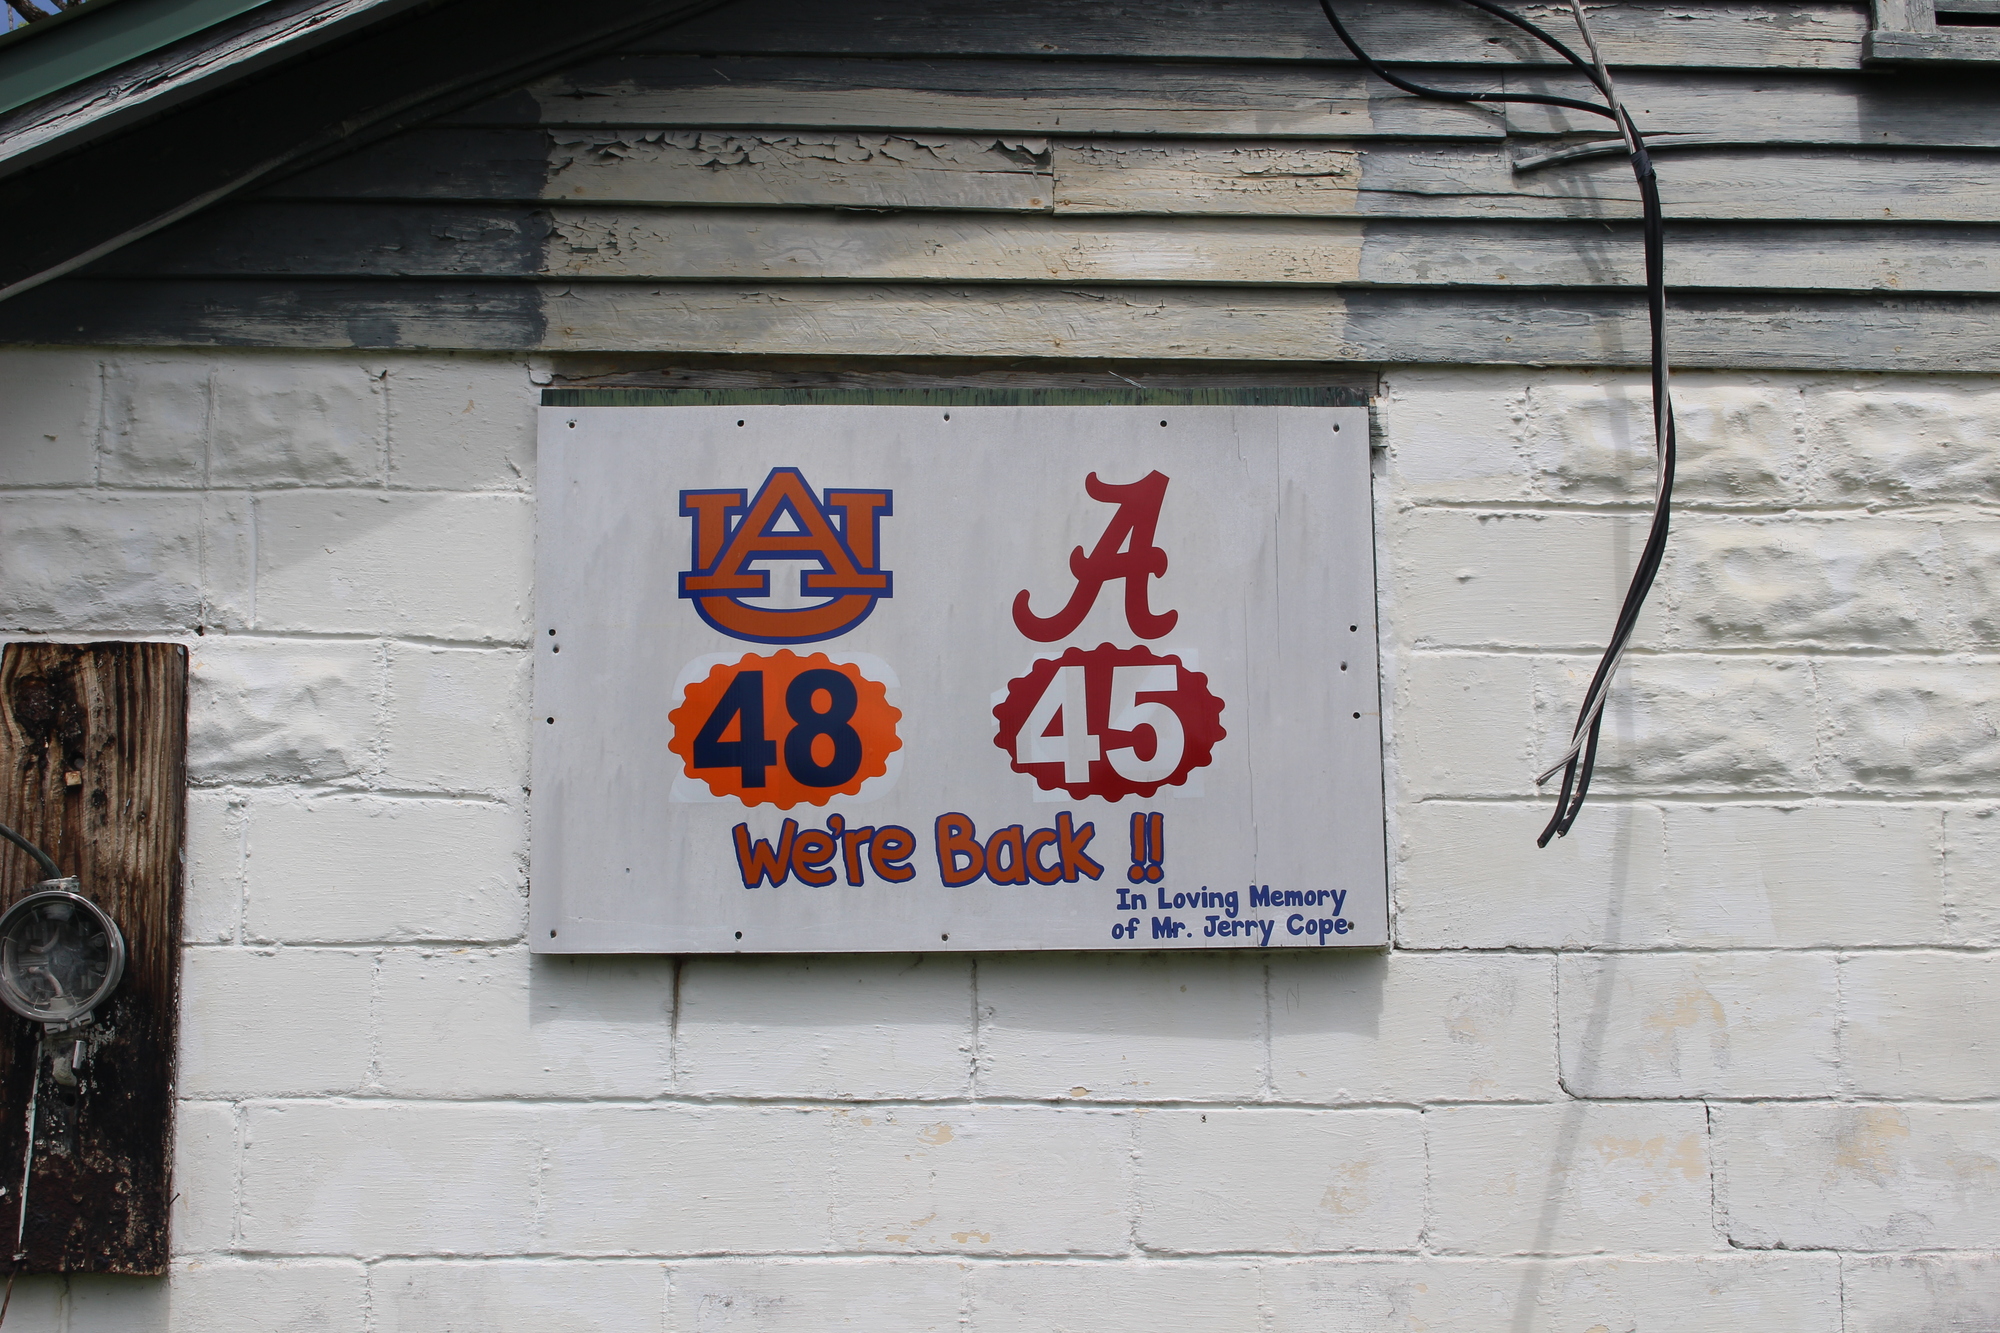 AU A
48 45
We're Back !!
In Loving Memory
of Mr. Jerry Cope